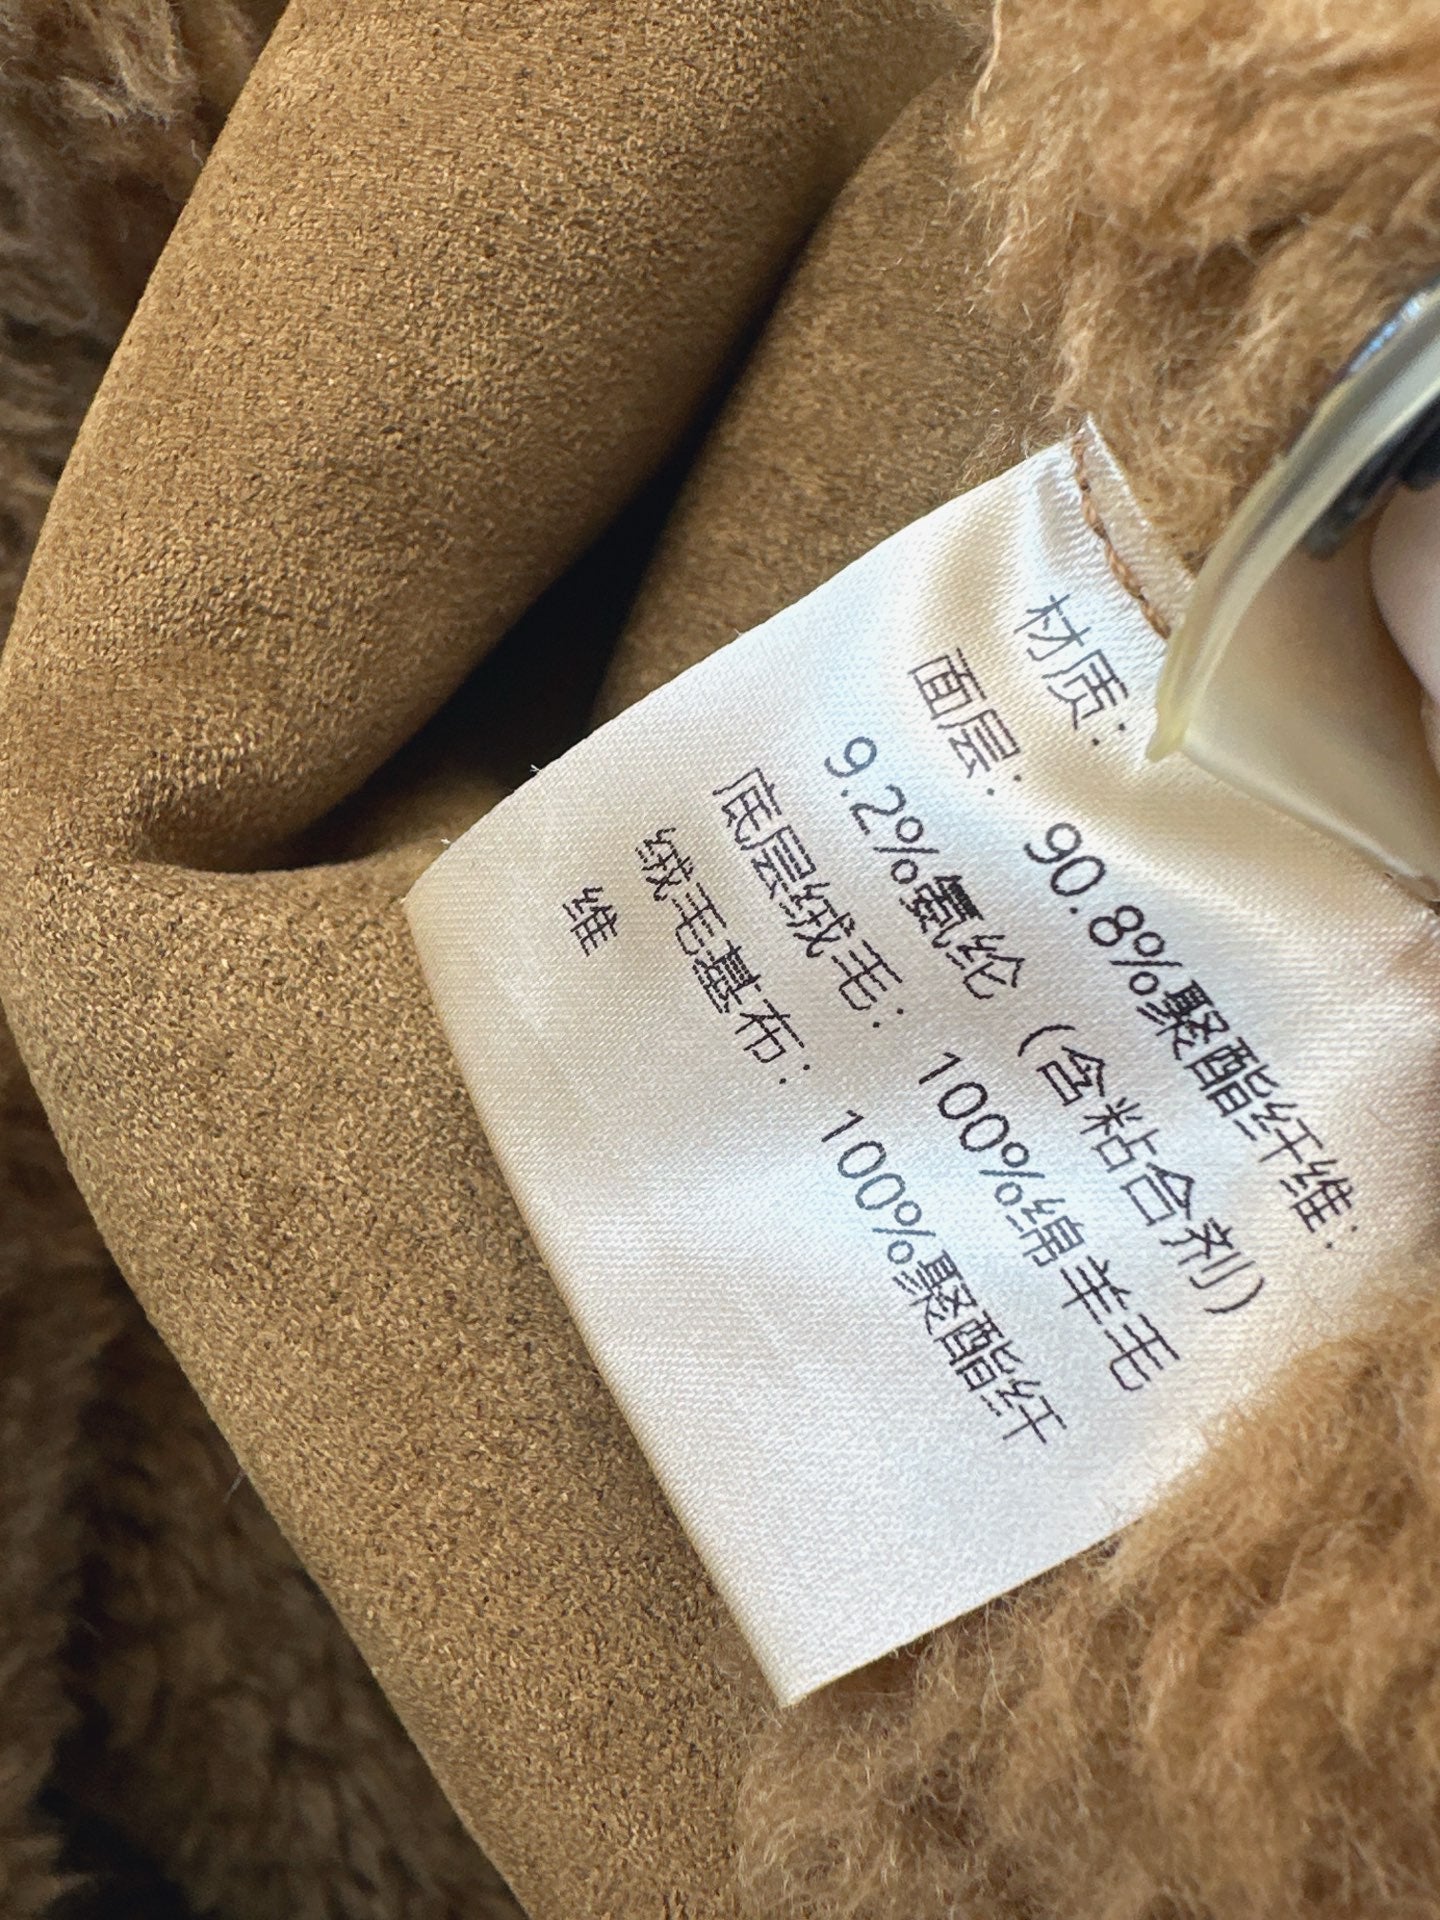 材质：
面层：90.8%聚酯纤维；
9.2%氨纶（含粘合剂）
底层绒毛：100%绵羊毛
绒毛基布：100%聚酯纤
维